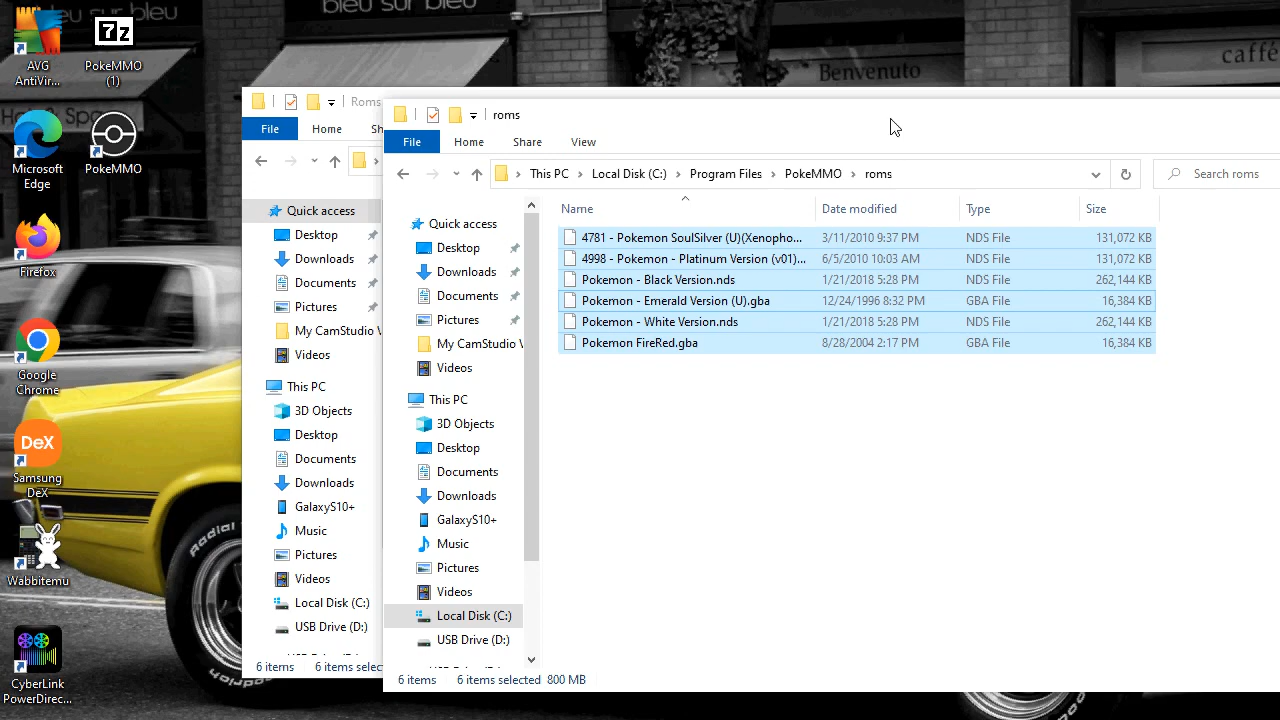 bleu sur bleu
bleu sur bleu
Benvenuto
caffé
AVG
AntiVir...
7z
PokeMMO
(1)
Microsoft
Edge
PokeMMO
Firefox
Google
Chrome
DeX
Samsung
DeX
Wabbitemu
CyberLink
PowerDirec...
Radial T
Roms
File
Home
Sh
Quick access
Desktop
Downloads
Documents
Pictures
My CamStudio V
Videos
This PC
3D Objects
Desktop
Documents
Downloads
GalaxyS10+
Music
Pictures
Videos
Local Disk (C:)
USB Drive (D:)
6 items 6 items selec
roms
File Home Share View
This PC > Local Disk (C:) > Program Files > PokeMMO > roms
Search roms
Quick access
Desktop
Downloads
Documents
Pictures
My CamStudio V
Videos
This PC
3D Objects
Desktop
Documents
Downloads
GalaxyS10+
Music
Pictures
Videos
Local Disk (C:)
USB Drive (D:)
Name Date modified Type Size
4781 - Pokemon SoulSilver (U)(Xenopho... 3/11/2010 9:37 PM NDS File 131,072 KB
4998 - Pokemon - Platinum Version (v01)... 6/5/2010 10:03 AM NDS File 131,072 KB
Pokemon - Black Version.nds 1/21/2018 5:28 PM NDS File 262,144 KB
Pokemon - Emerald Version (U).gba 12/24/1996 8:32 PM GBA File 16,384 KB
Pokemon - White Version.nds 1/21/2018 5:28 PM NDS File 262,144 KB
Pokemon FireRed.gba 8/28/2004 2:17 PM GBA File 16,384 KB
6 items 6 items selected 800 MB